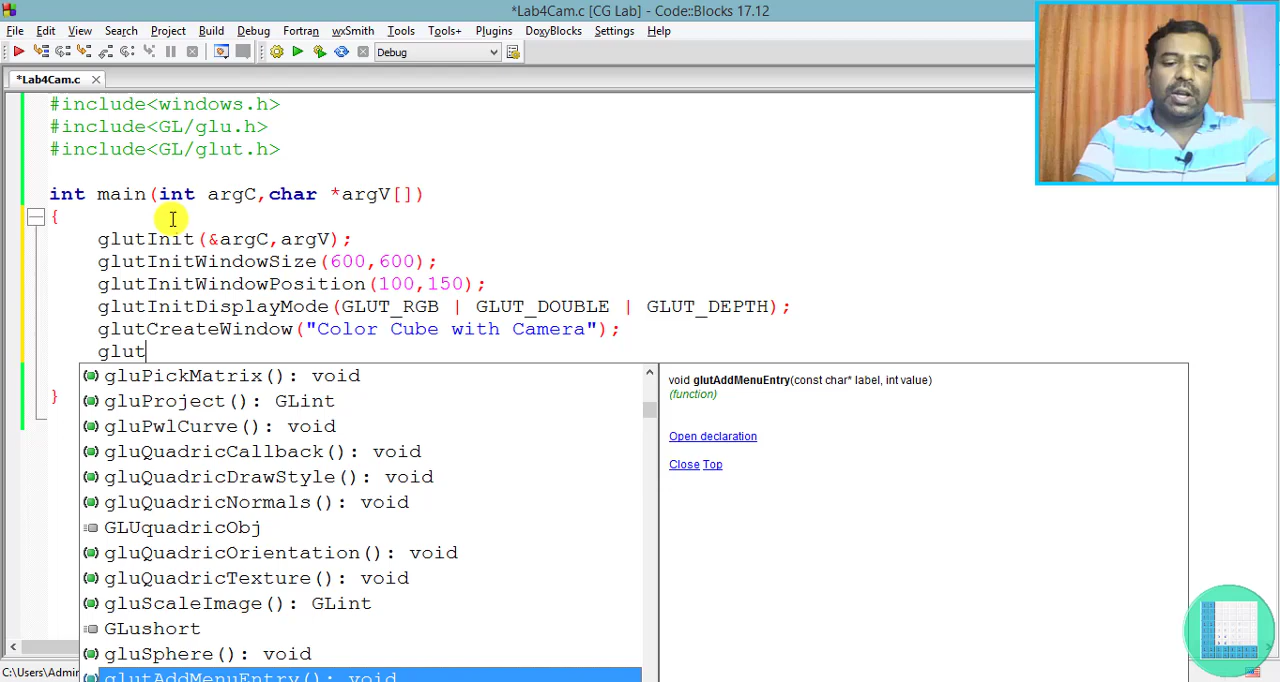 *Lab4Cam.c [CG Lab] - Code::Blocks 17.12
File Edit View Search Project Build Debug Fortran wxSmith Tools Tools+ Plugins DoxyBlocks Settings Help
Debug
*Lab4Cam.c
#include<windows.h>
#include<GL/glu.h>
#include<GL/glut.h>
int main(int argC,char *argV[])
{
glutInit(&argC,argV);
glutInitWindowSize(600,600);
glutInitWindowPosition(100,150);
glutInitDisplayMode(GLUT_RGB | GLUT_DOUBLE | GLUT_DEPTH);
glutCreateWindow("Color Cube with Camera");
glut
}
gluPickMatrix(): void
gluProject(): GLint
gluPwlCurve(): void
gluQuadricCallback(): void
gluQuadricDrawStyle(): void
gluQuadricNormals(): void
GLUquadricObj
gluQuadricOrientation(): void
gluQuadricTexture(): void
gluScaleImage(): GLint
GLushort
gluSphere(): void
glutAddMenuEntry(): void
void glutAddMenuEntry(const char* label, int value)
(function)
Open declaration
Close Top
C:\Users\Admin